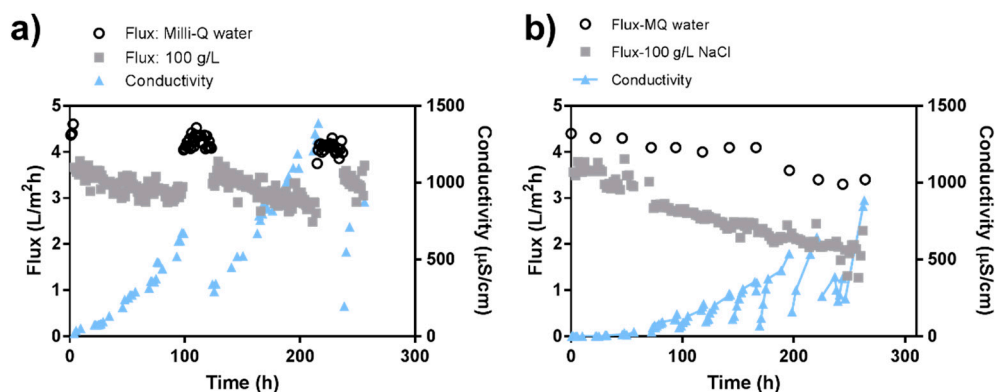 a)
Flux: Milli-Q water
Flux: 100 g/L
Conductivity
5
4
3
2
1
0
Flux (L/m²h)
1500
1000
500
0
Conductivity (μS/cm)
0
100
200
300
Time (h)
b)
Flux-MQ water
Flux-100 g/L NaCl
Conductivity
5
4
3
2
1
0
Flux (L/m²h)
1500
1000
500
0
Conductivity (μS/cm)
0
100
200
300
Time (h)